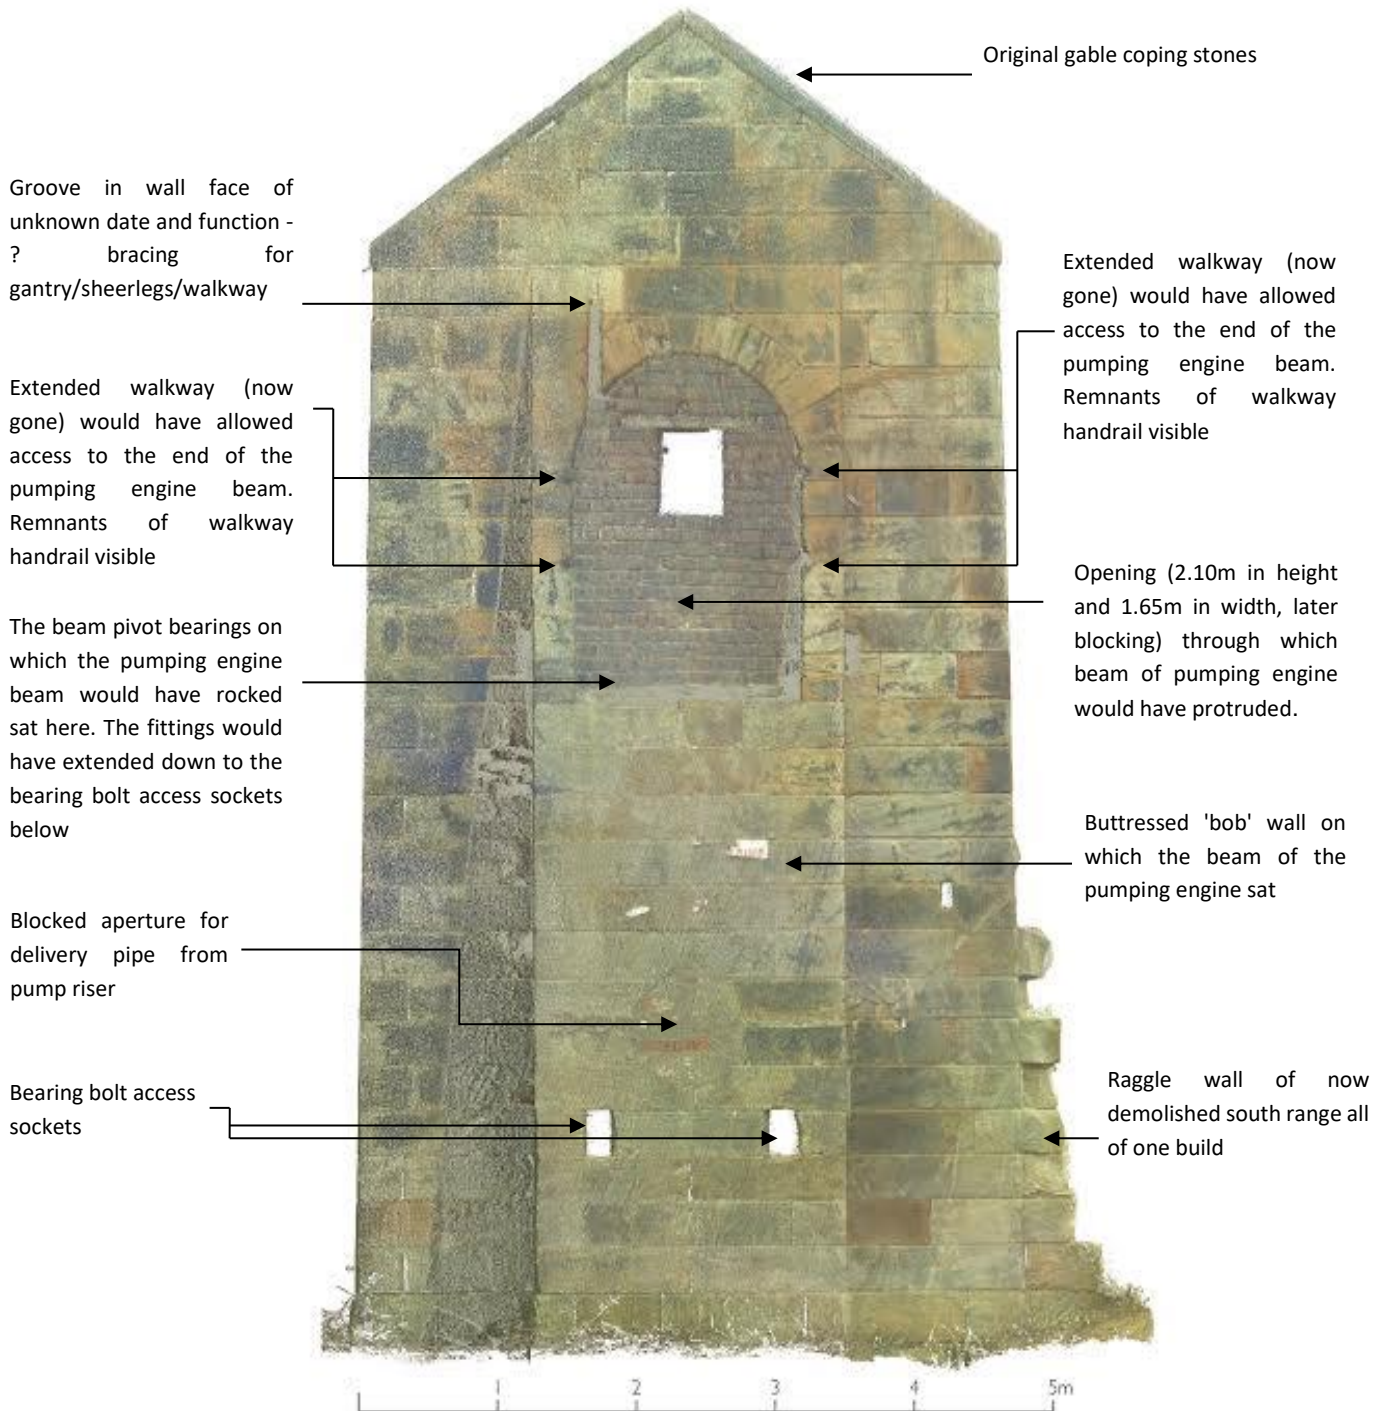 Original gable coping stones
Groove in wall face of
unknown date and function -
? bracing for
gantry/sheerlegs/walkway
Extended walkway (now
gone) would have allowed
access to the end of the
pumping engine beam.
Remnants of walkway
handrail visible
Extended walkway (now
gone) would have allowed
access to the end of the
pumping engine beam.
Remnants of walkway
handrail visible
Opening (2.10m in height
and 1.65m in width, later
blocking) through which
beam of pumping engine
would have protruded.
The beam pivot bearings on
which the pumping engine
beam would have rocked
sat here. The fittings would
have extended down to the
bearing bolt access sockets
below
Buttressed 'bob' wall on
which the beam of the
pumping engine sat
Blocked aperture for
delivery pipe from
pump riser
Bearing bolt access
sockets
Raggle wall of now
demolished south range all
of one build
1 2 3 4 5m